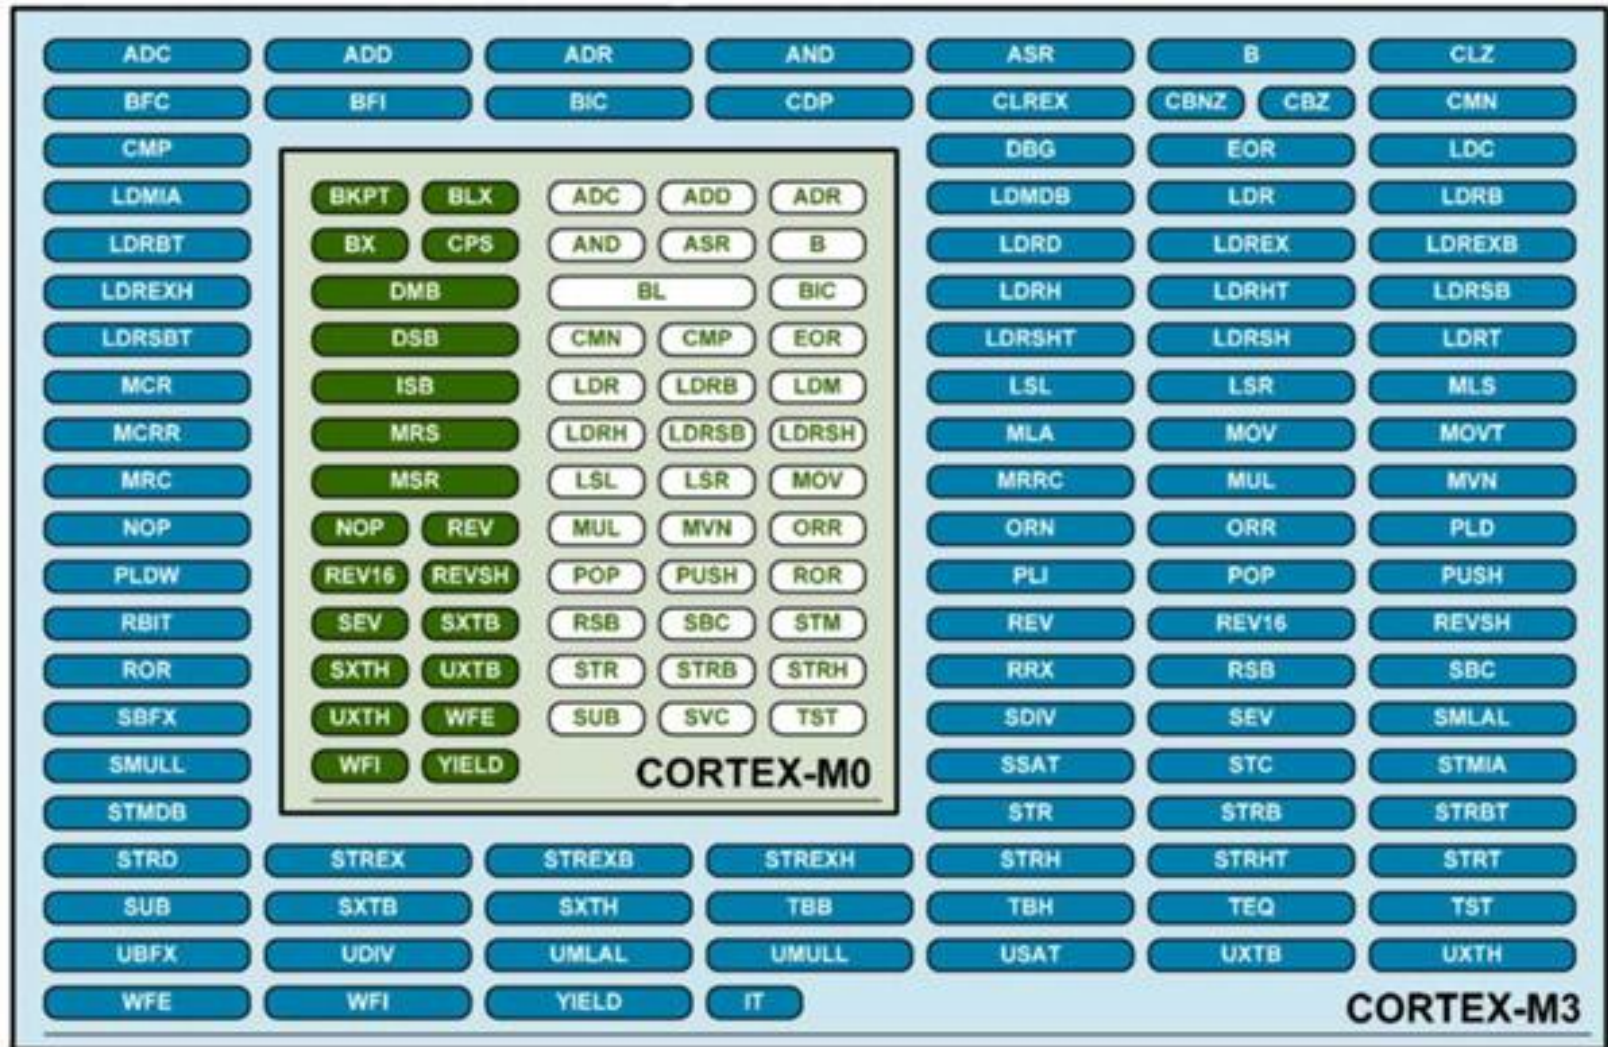 ADC ADD ADR AND ASR B CLZ
BFC BFI BIC CDP CLREX CBNZ CBZ CMN
CMP DBG EOR LDC
LDMIA BKPT BLX ADC ADD ADR LDMDB LDR LDRB
LDRBT BX CPS AND ASR B LDRD LDREX LDREXB
LDREXH DMB BL BIC LDRH LDRHT LDRSB
LDRSBT DSB CMN CMP EOR LDRSHT LDRSH LDRT
MCR ISB LDR LDRB LDM LSL LSR MLS
MCRR MRS LDRH LDRSB LDRSH MLA MOV MOVT
MRC MSR LSL LSR MOV MRRC MUL MVN
NOP NOP REV MUL MVN ORR ORN ORR PLD
PLDW REV16 REVSH POP PUSH ROR PLI POP PUSH
RBIT SEV SXTB RSB SBC STM REV REV16 REVSH
ROR SXTH UXTB STR STRB STRH RRX RSB SBC
SBFX UXTH WFE SUB SVC TST SDIV SEV SMLAL
SMULL WFI YIELD CORTEX-M0 SSAT STC STMIA
STMDB STR STRB STRBT
STRD STREX STREXB STREXH STRH STRHT STRT
SUB SXTB SXTH TBB TBH TEQ TST
UBFX UDIV UMLAL UMULL USAT UXTB UXTH
WFE WFI YIELD IT CORTEX-M3